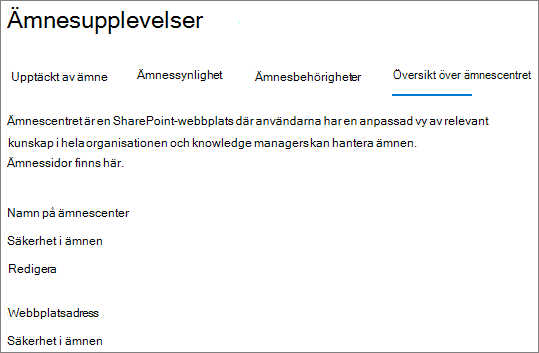 Ämnesupplevelser
Upptäckt av ämne Ämnessynlighet Ämnesbehörigheter Översikt över ämnescentret
Ämnescentret är en SharePoint-webbplats där användarna har en anpassad vy av relevant
kunskap i hela organisationen och knowledge managers kan hantera ämnen.
Ämnessidor finns här.
Namn på ämnescenter
Säkerhet i ämnen
Redigera
Webbplatsadress
Säkerhet i ämnen